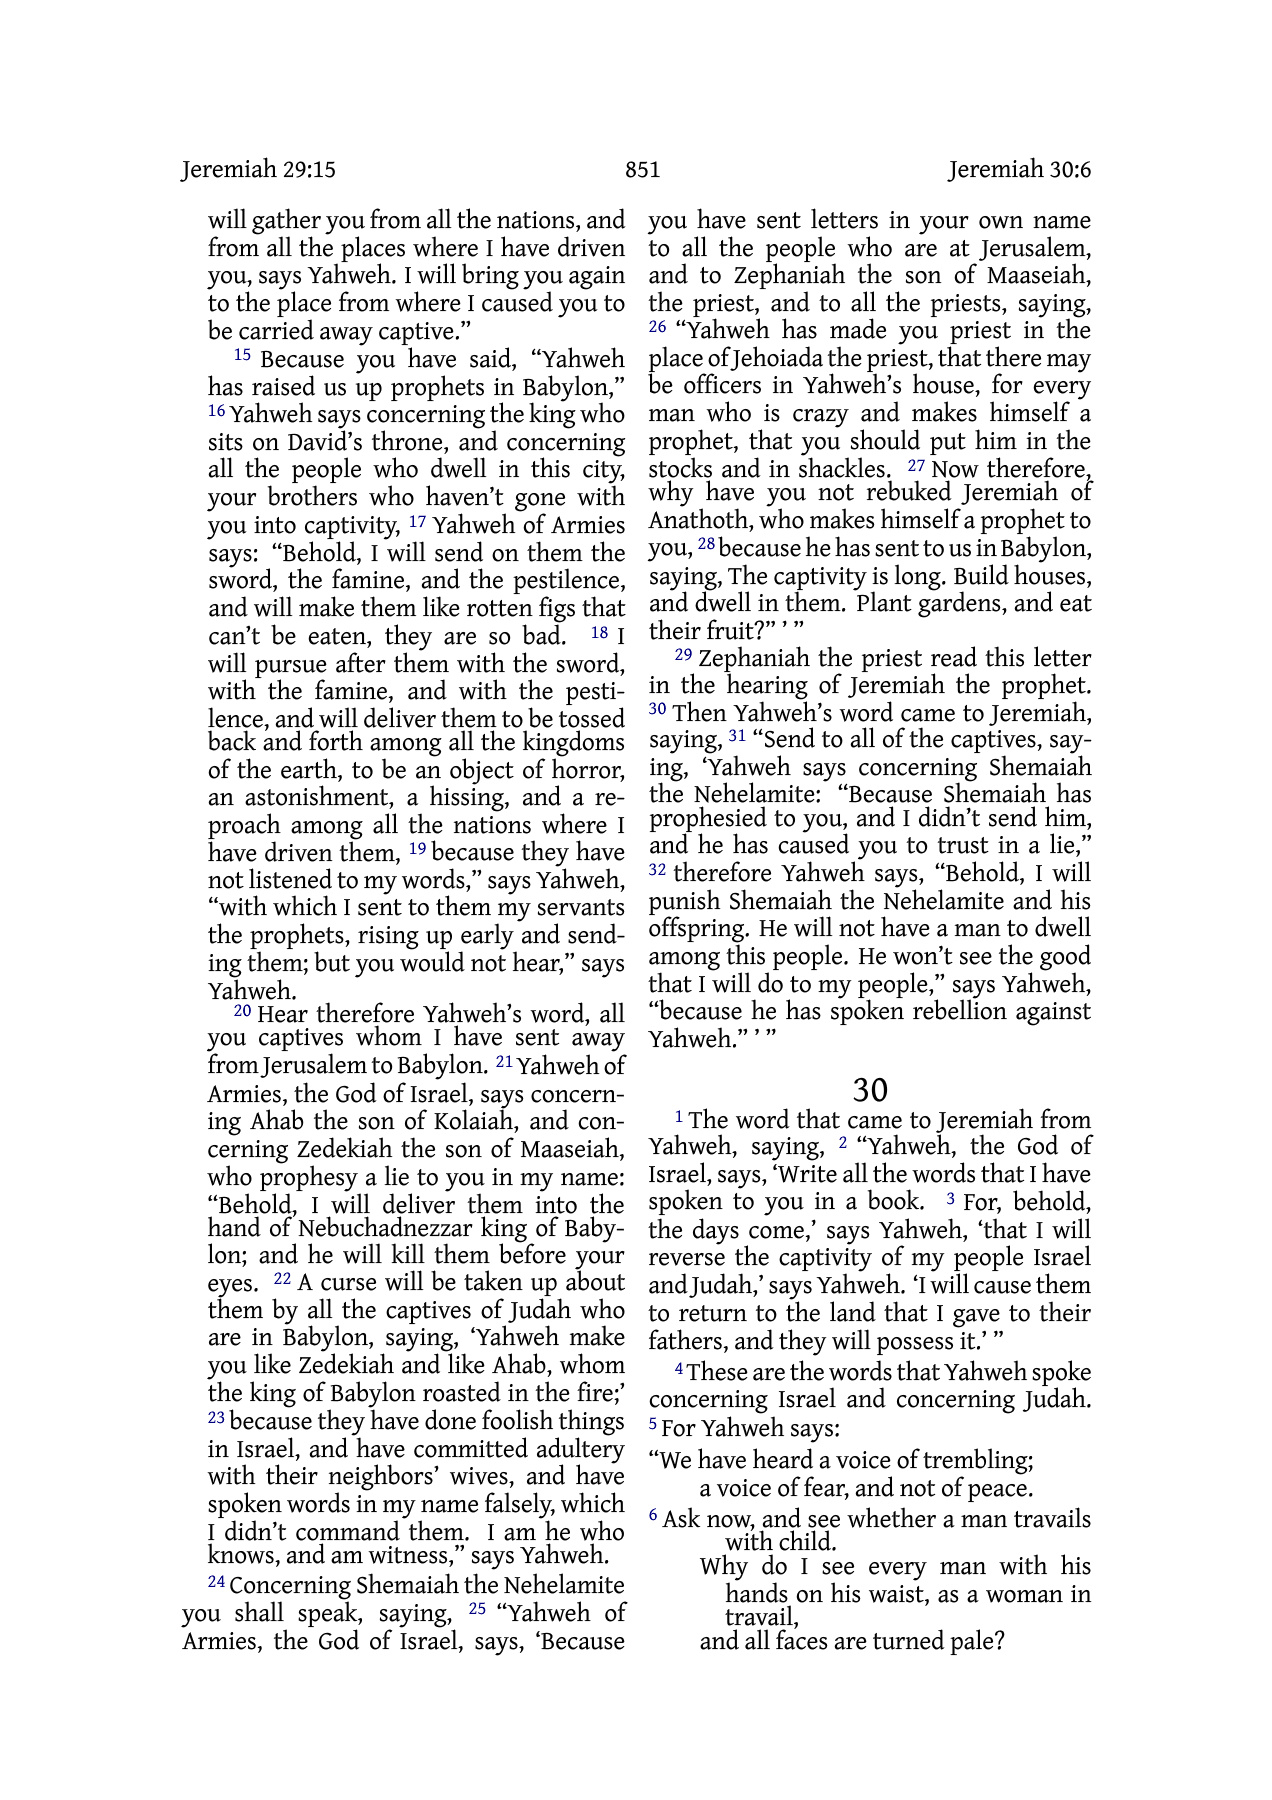 Jeremiah 29:15 851 Jeremiah 30:6
will gather you from all the nations, and
from all the places where I have driven
you, says Yahweh. I will bring you again
to the place from where I caused you to
be carried away captive.”
15 Because you have said, “Yahweh
has raised us up prophets in Babylon,”
16 Yahweh says concerning the king who
sits on David’s throne, and concerning
all the people who dwell in this city,
your brothers who haven’t gone with
you into captivity, 17 Yahweh of Armies
says: “Behold, I will send on them the
sword, the famine, and the pestilence,
and will make them like rotten figs that
can’t be eaten, they are so bad. 18 I
will pursue after them with the sword,
with the famine, and with the pesti-
lence, and will deliver them to be tossed
back and forth among all the kingdoms
of the earth, to be an object of horror,
an astonishment, a hissing, and a re-
proach among all the nations where I
have driven them, 19 because they have
not listened to my words,” says Yahweh,
“with which I sent to them my servants
the prophets, rising up early and send-
ing them; but you would not hear,” says
Yahweh.
20 Hear therefore Yahweh’s word, all
you captives whom I have sent away
from Jerusalem to Babylon. 21 Yahweh of
Armies, the God of Israel, says concern-
ing Ahab the son of Kolaiah, and con-
cerning Zedekiah the son of Maaseiah,
who prophesy a lie to you in my name:
“Behold, I will deliver them into the
hand of Nebuchadnezzar king of Baby-
lon; and he will kill them before your
eyes. 22 A curse will be taken up about
them by all the captives of Judah who
are in Babylon, saying, ‘Yahweh make
you like Zedekiah and like Ahab, whom
the king of Babylon roasted in the fire;’
23 because they have done foolish things
in Israel, and have committed adultery
with their neighbors’ wives, and have
spoken words in my name falsely, which
I didn’t command them. I am he who
knows, and am witness,” says Yahweh.
24 Concerning Shemaiah the Nehelamite
you shall speak, saying, 25 “Yahweh of
Armies, the God of Israel, says, ‘Because
you have sent letters in your own name
to all the people who are at Jerusalem,
and to Zephaniah the son of Maaseiah,
the priest, and to all the priests, saying,
26 “Yahweh has made you priest in the
place of Jehoiada the priest, that there may
be officers in Yahweh’s house, for every
man who is crazy and makes himself a
prophet, that you should put him in the
stocks and in shackles. 27 Now therefore,
why have you not rebuked Jeremiah of
Anathoth, who makes himself a prophet to
you, 28 because he has sent to us in Babylon,
saying, The captivity is long. Build houses,
and dwell in them. Plant gardens, and eat
their fruit?” ’ ”
29 Zephaniah the priest read this letter
in the hearing of Jeremiah the prophet.
30 Then Yahweh’s word came to Jeremiah,
saying, 31 “Send to all of the captives, say-
ing, ‘Yahweh says concerning Shemaiah
the Nehelamite: “Because Shemaiah has
prophesied to you, and I didn’t send him,
and he has caused you to trust in a lie,”
32 therefore Yahweh says, “Behold, I will
punish Shemaiah the Nehelamite and his
offspring. He will not have a man to dwell
among this people. He won’t see the good
that I will do to my people,” says Yahweh,
“because he has spoken rebellion against
Yahweh.” ’ ”
30
1 The word that came to Jeremiah from
Yahweh, saying, 2 “Yahweh, the God of
Israel, says, ‘Write all the words that I have
spoken to you in a book. 3 For, behold,
the days come,’ says Yahweh, ‘that I will
reverse the captivity of my people Israel
and Judah,’ says Yahweh. ‘I will cause them
to return to the land that I gave to their
fathers, and they will possess it.’ ”
4 These are the words that Yahweh spoke
concerning Israel and concerning Judah.
5 For Yahweh says:
“We have heard a voice of trembling;
a voice of fear, and not of peace.
6 Ask now, and see whether a man travails
with child.
Why do I see every man with his
hands on his waist, as a woman in
travail,
and all faces are turned pale?